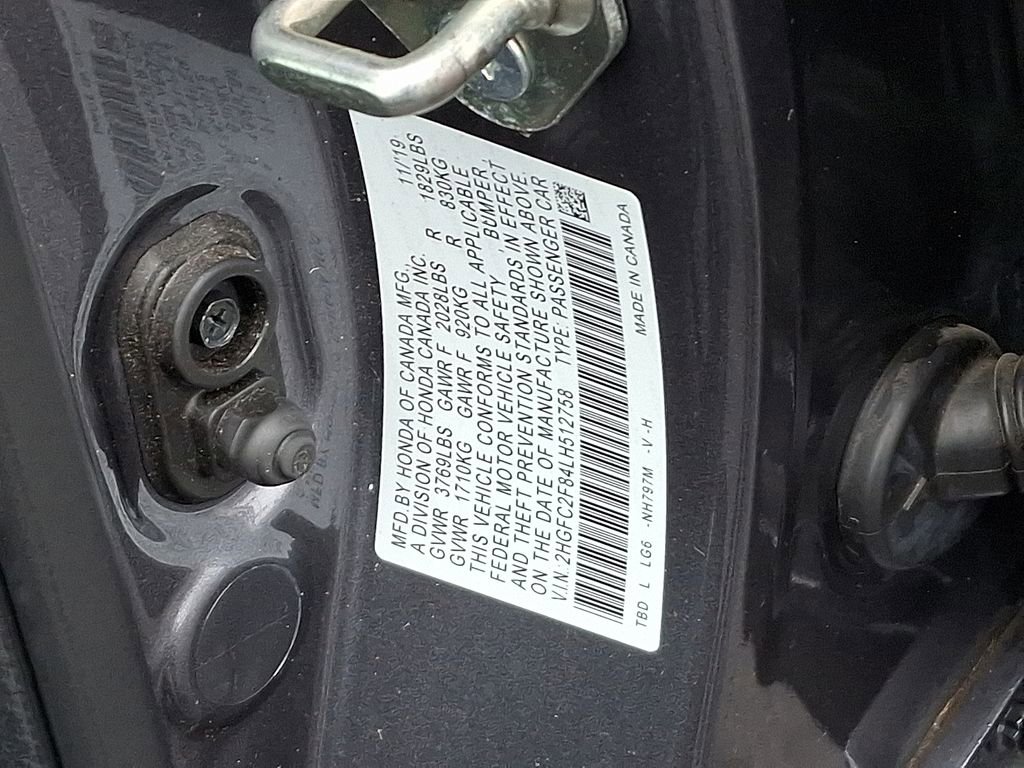 MFD. BY HONDA OF CANADA MFG. 11/'19
A DIVISION OF HONDA CANADA INC.
GVWR 3769LBS GAWR F 2028LBS R 1829LBS
GVWR 1710KG GAWR F 920KG R 830KG
THIS VEHICLE CONFORMS TO ALL APPLICABLE
FEDERAL MOTOR VEHICLE SAFETY, BUMPER,
AND THEFT PREVENTION STANDARDS IN EFFECT
ON THE DATE OF MANUFACTURE SHOWN ABOVE.
V.I.N: 2HGFC2F84LH512758 TYPE: PASSENGER CAR
TBD L LG6 -NH797M -V-H MADE IN CANADA